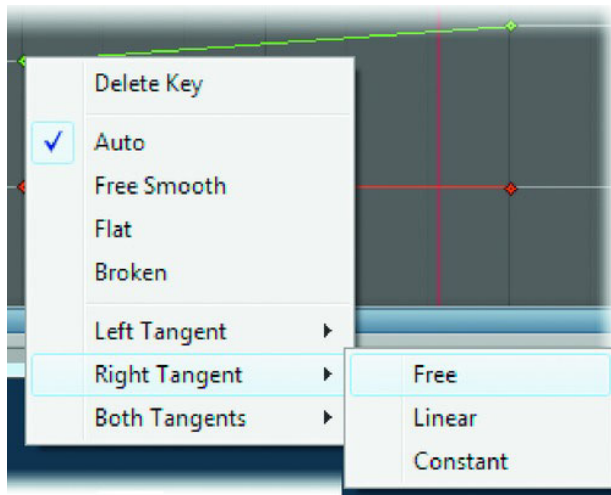 Delete Key
Auto
Free Smooth
Flat
Broken
Left Tangent
Right Tangent
Both Tangents
Free
Linear
Constant